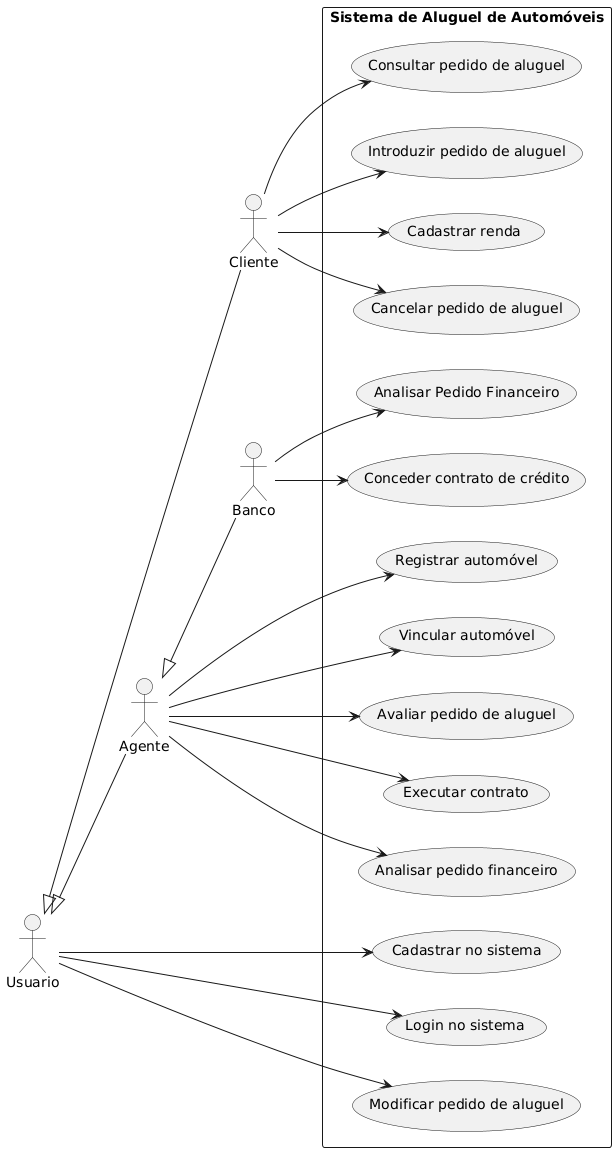 Sistema de Aluguel de Automóveis
Consultar pedido de aluguel
Introduzir pedido de aluguel
Cadastrar renda
Cliente
Cancelar pedido de aluguel
Analisar Pedido Financeiro
Conceder contrato de crédito
Banco
Registrar automóvel
Vincular automóvel
Avaliar pedido de aluguel
Agente
Executar contrato
Analisar pedido financeiro
Cadastrar no sistema
Usuario
Login no sistema
Modificar pedido de aluguel